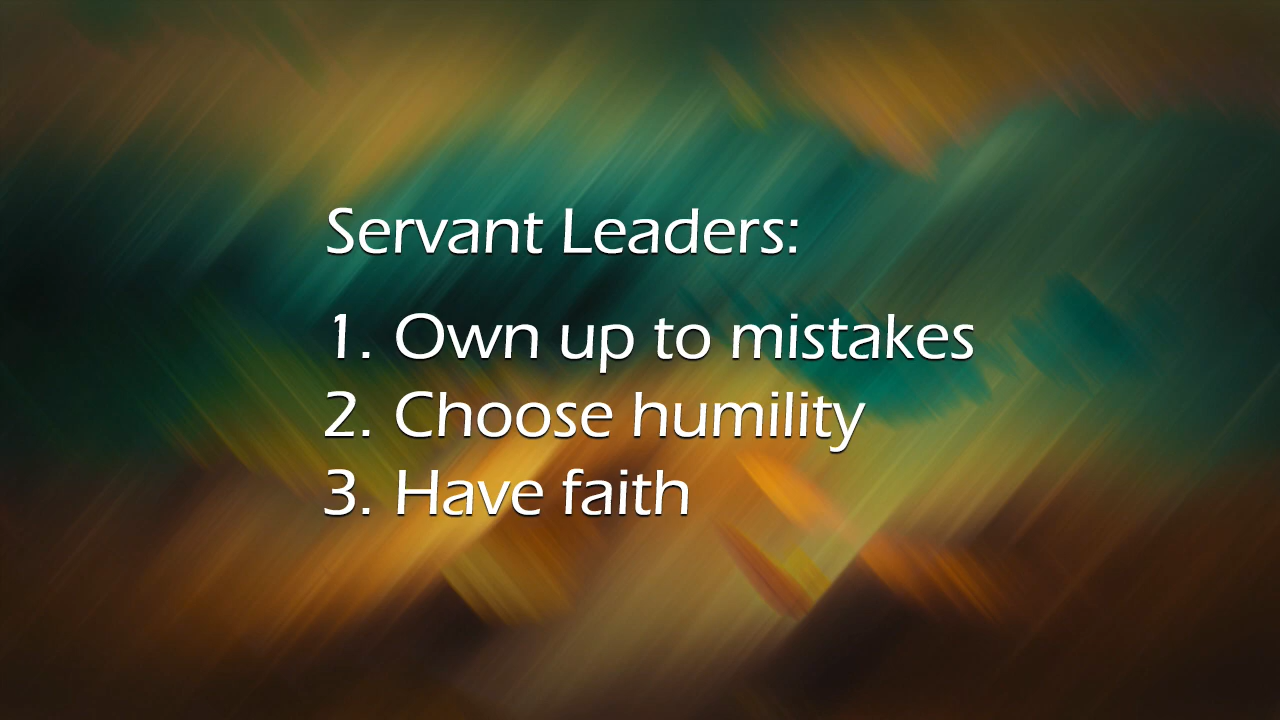 Servant Leaders:
1. Own up to mistakes
2. Choose humility
3. Have faith